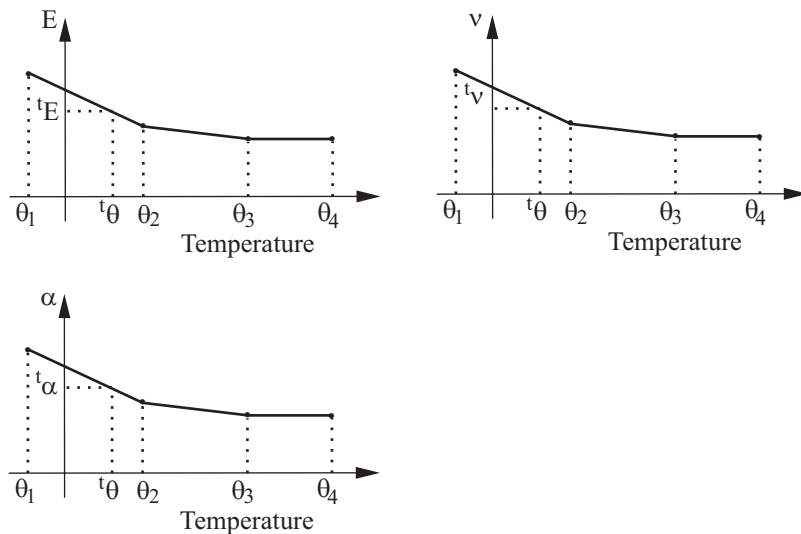 E
ᵗE
θ₁ ᵗθ θ₂ θ₃ θ₄
Temperature
ν
ᵗν
θ₁ ᵗθ θ₂ θ₃ θ₄
Temperature
α
ᵗα
θ₁ ᵗθ θ₂ θ₃ θ₄
Temperature